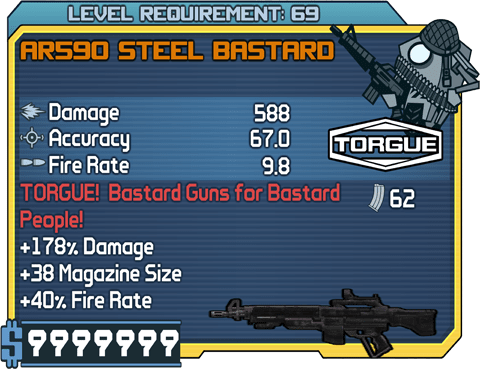 LEVEL REQUIREMENT: 69
AR590 STEEL BASTARD
Damage 588
Accuracy 67.0
Fire Rate 9.8
TORGUE
62
TORGUE! Bastard Guns for Bastard
People!
+178% Damage
+38 Magazine Size
+40% Fire Rate
$ 9999999